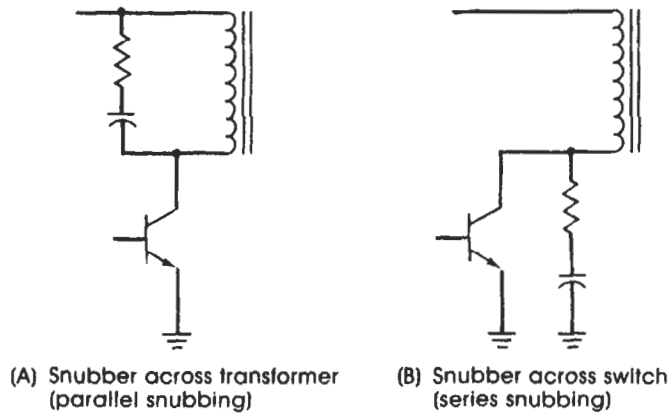 (A) Snubber across transformer
(parallel snubbing)
(B) Snubber across switch
(series snubbing)